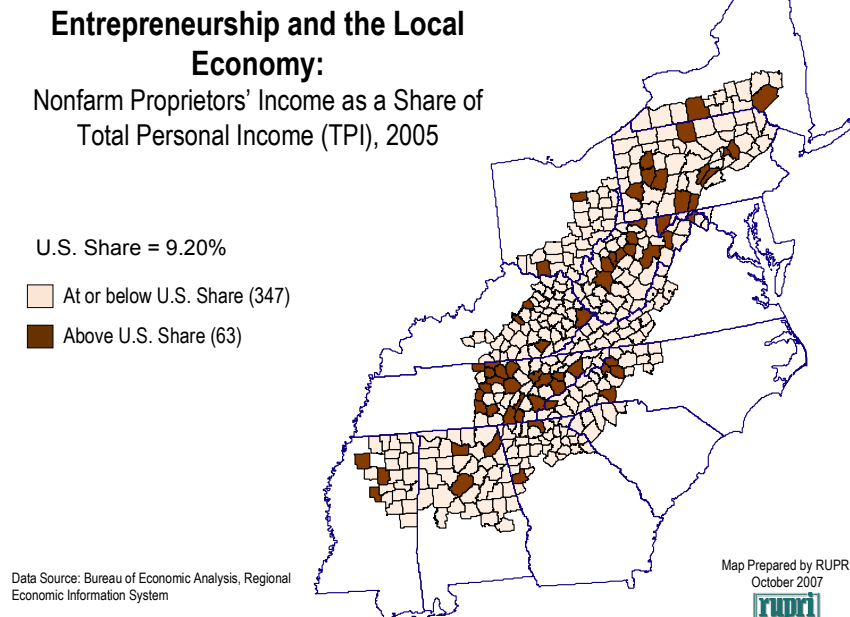 Entrepreneurship and the Local
Economy:
Nonfarm Proprietors' Income as a Share of
Total Personal Income (TPI), 2005
U.S. Share = 9.20%
At or below U.S. Share (347)
Above U.S. Share (63)
Data Source: Bureau of Economic Analysis, Regional
Economic Information System
Map Prepared by RUPR
October 2007
rupri